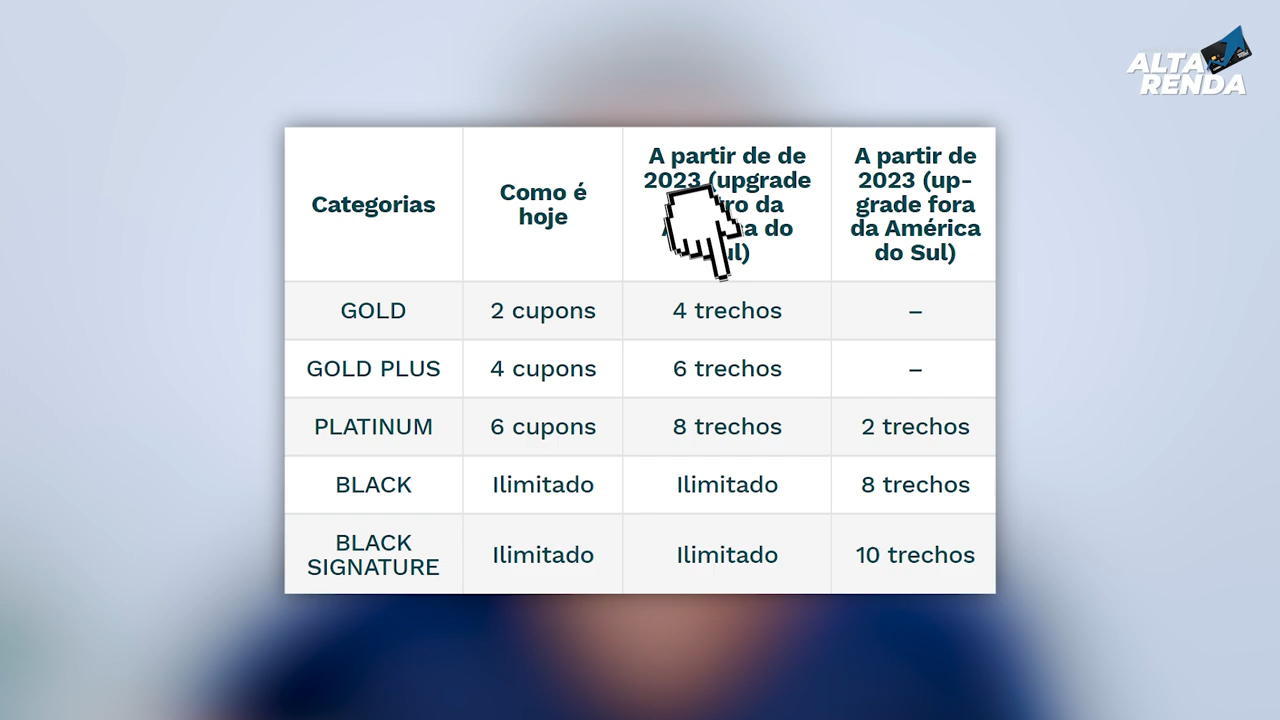 ALTA
RENDA
Categorias
Como é
hoje
A partir de de
2023 (upgrade
da
do
A partir de
2023 (up-
grade fora
da América
do Sul)
GOLD
2 cupons
4 trechos
–
GOLD PLUS
4 cupons
6 trechos
–
PLATINUM
6 cupons
8 trechos
2 trechos
BLACK
Ilimitado
Ilimitado
8 trechos
BLACK
SIGNATURE
Ilimitado
Ilimitado
10 trechos